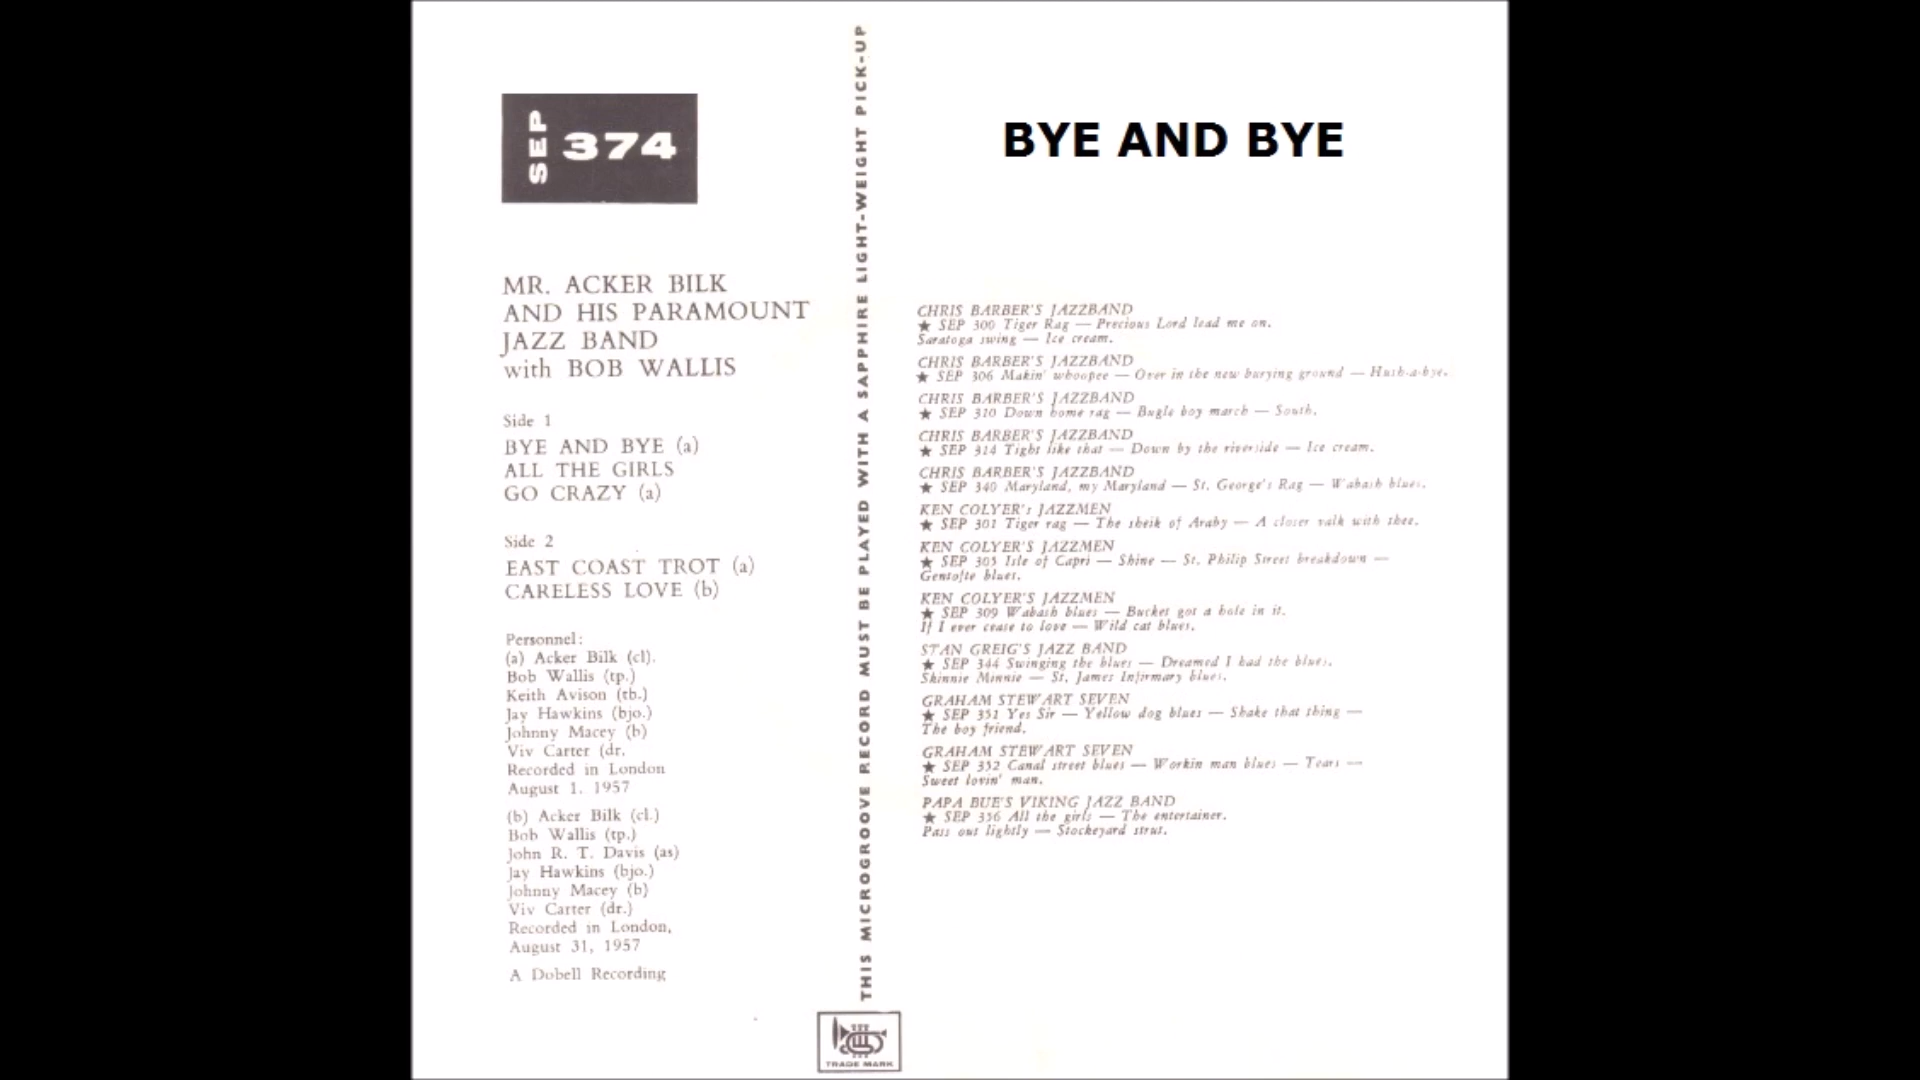 SEP 374
MR. ACKER BILK
AND HIS PARAMOUNT
JAZZ BAND
with BOB WALLIS
Side 1
BYE AND BYE (a)
ALL THE GIRLS
GO CRAZY (a)
Side 2
EAST COAST TROT (a)
CARELESS LOVE (b)
Personnel:
(a) Acker Bilk (cl).
Bob Wallis (tp.)
Keith Avison (tb.)
Jay Hawkins (bjo.)
Johnny Macey (b)
Viv Carter (dr.
Recorded in London
August 1. 1957
(b) Acker Bilk (cl.)
Bob Wallis (tp.)
John R. T. Davis (as)
Jay Hawkins (bjo.)
Johnny Macey (b)
Viv Carter (dr.)
Recorded in London,
August 31, 1957
A Dobell Recording
THIS MICROGROOVE RECORD MUST BE PLAYED WITH A SAPPHIRE LIGHT-WEIGHT PICK-UP
TRADE MARK
BYE AND BYE
CHRIS BARBER'S JAZZBAND
★ SEP 300 Tiger Rag — Precious Lord lead me on.
Saratoga swing — Ice cream.
CHRIS BARBER'S JAZZBAND
★ SEP 306 Makin' whoopee — Over in the new burying ground — Hush-a-bye.
CHRIS BARBER'S JAZZBAND
★ SEP 310 Down home rag — Bugle boy march — South.
CHRIS BARBER'S JAZZBAND
★ SEP 314 Tight like that — Down by the riverside — Ice cream.
CHRIS BARBER'S JAZZBAND
★ SEP 340 Maryland, my Maryland — St. George's Rag — Wabash blues.
KEN COLYER's JAZZMEN
★ SEP 301 Tiger rag — The sheik of Araby — A closer valk with thee.
KEN COLYER'S JAZZMEN
★ SEP 305 Isle of Capri — Shine — St. Philip Street breakdown —
Gentofte blues.
KEN COLYER'S JAZZMEN
★ SEP 309 Wabash blues — Bucket got a hole in it.
If I ever cease to love — Wild cat blues.
STAN GREIG'S JAZZ BAND
★ SEP 344 Swinging the blues — Dreamed I had the blues.
Skinnie Minnie — St. James Infirmary blues.
GRAHAM STEWART SEVEN
★ SEP 351 Yes Sir — Yellow dog blues — Shake that thing —
The boy friend.
GRAHAM STEWART SEVEN
★ SEP 352 Canal street blues — Workin man blues — Tears —
Sweet lovin' man.
PAPA BUE'S VIKING JAZZ BAND
★ SEP 356 All the girls — The entertainer.
Pass out lightly — Stockeyard strut.